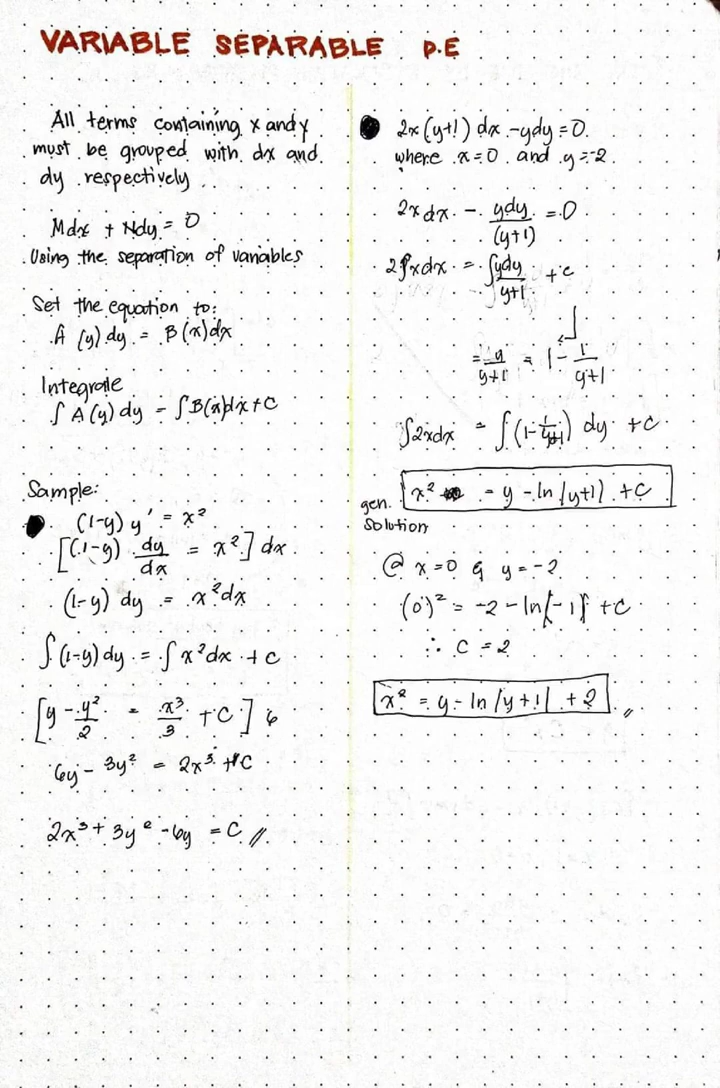 VARIABLE SEPARABLE D.E
All terms containing x and y
must be grouped with dx and
dy respectively.
Mdx + Ndy = 0
Using the separation of variables
Set the equation to:
A (y) dy = B(x)dx
Integrate
∫ A(y) dy = ∫ B(x)dx + C
Sample:
(1-y) y' = x²
[(1-y) dy/dx = x²] dx
(1-y) dy = x²dx
∫ (1-y) dy = ∫ x²dx + C
[y - y²/2 = x³/3 + C] 6
6y - 3y² = 2x³ + C
2x³ + 3y² - 6y = C //
2x(y+1) dx - ydy = 0
where x = 0 and y = -2.
2x dx - ydy/(y+1) = 0
2∫xdx = ∫ydy/y+1 + C
= y/y+1 = 1 - 1/y+1
∫2xdx = ∫(1 - 1/y+1) dy + C
x² = y - ln|y+1| + C
gen.
Solution
@ x = 0 & y = -2
(0)² = -2 - ln|-1| + C
∴ C = 2
x² = y - ln|y+1| + 2 //